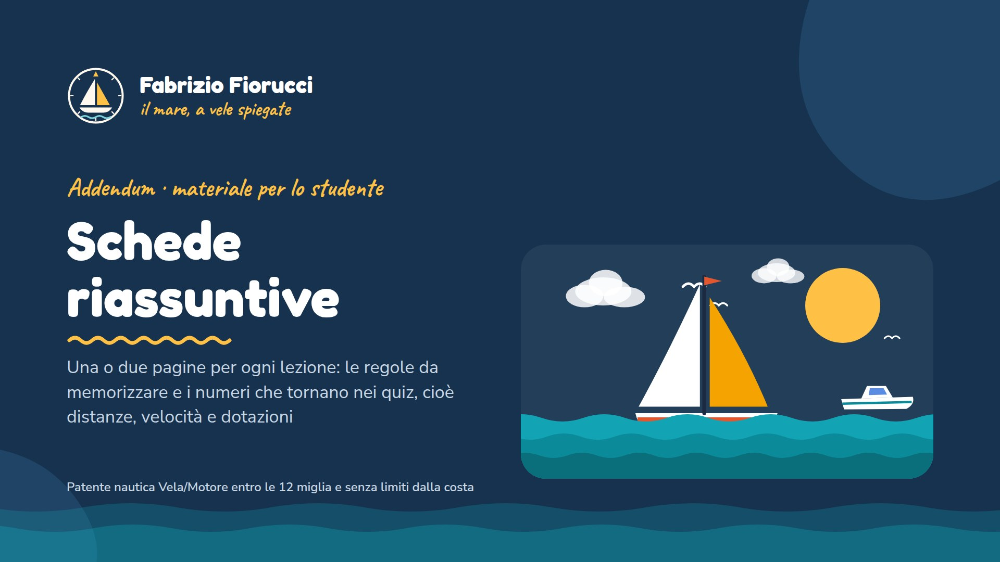 Fabrizio Fiorucci
il mare, a vele spiegate
Addendum · materiale per lo studente
Schede
riassuntive
Una o due pagine per ogni lezione: le regole da
memorizzare e i numeri che tornano nei quiz, cioè
distanze, velocità e dotazioni
Patente nautica Vela/Motore entro le 12 miglia e senza limiti dalla costa